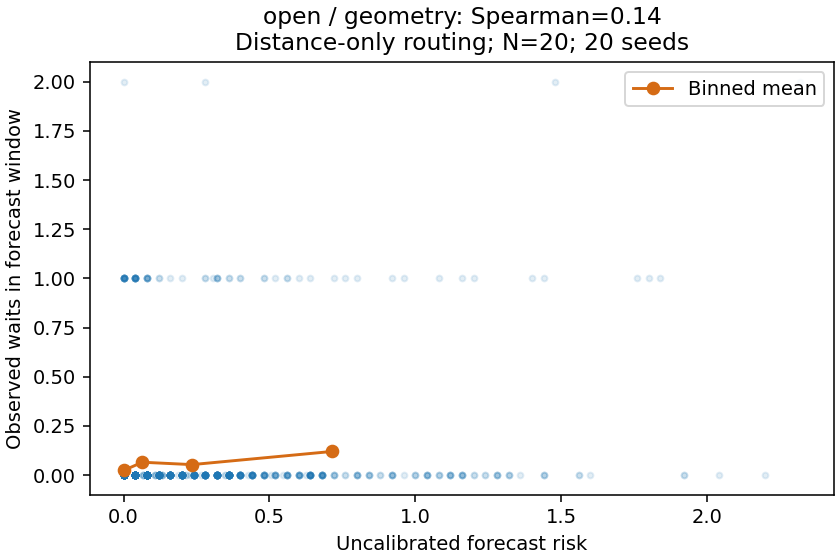 open / geometry: Spearman=0.14
Distance-only routing; N=20; 20 seeds
Binned mean
Observed waits in forecast window
2.00
1.75
1.50
1.25
1.00
0.75
0.50
0.25
0.00
0.0 0.5 1.0 1.5 2.0
Uncalibrated forecast risk